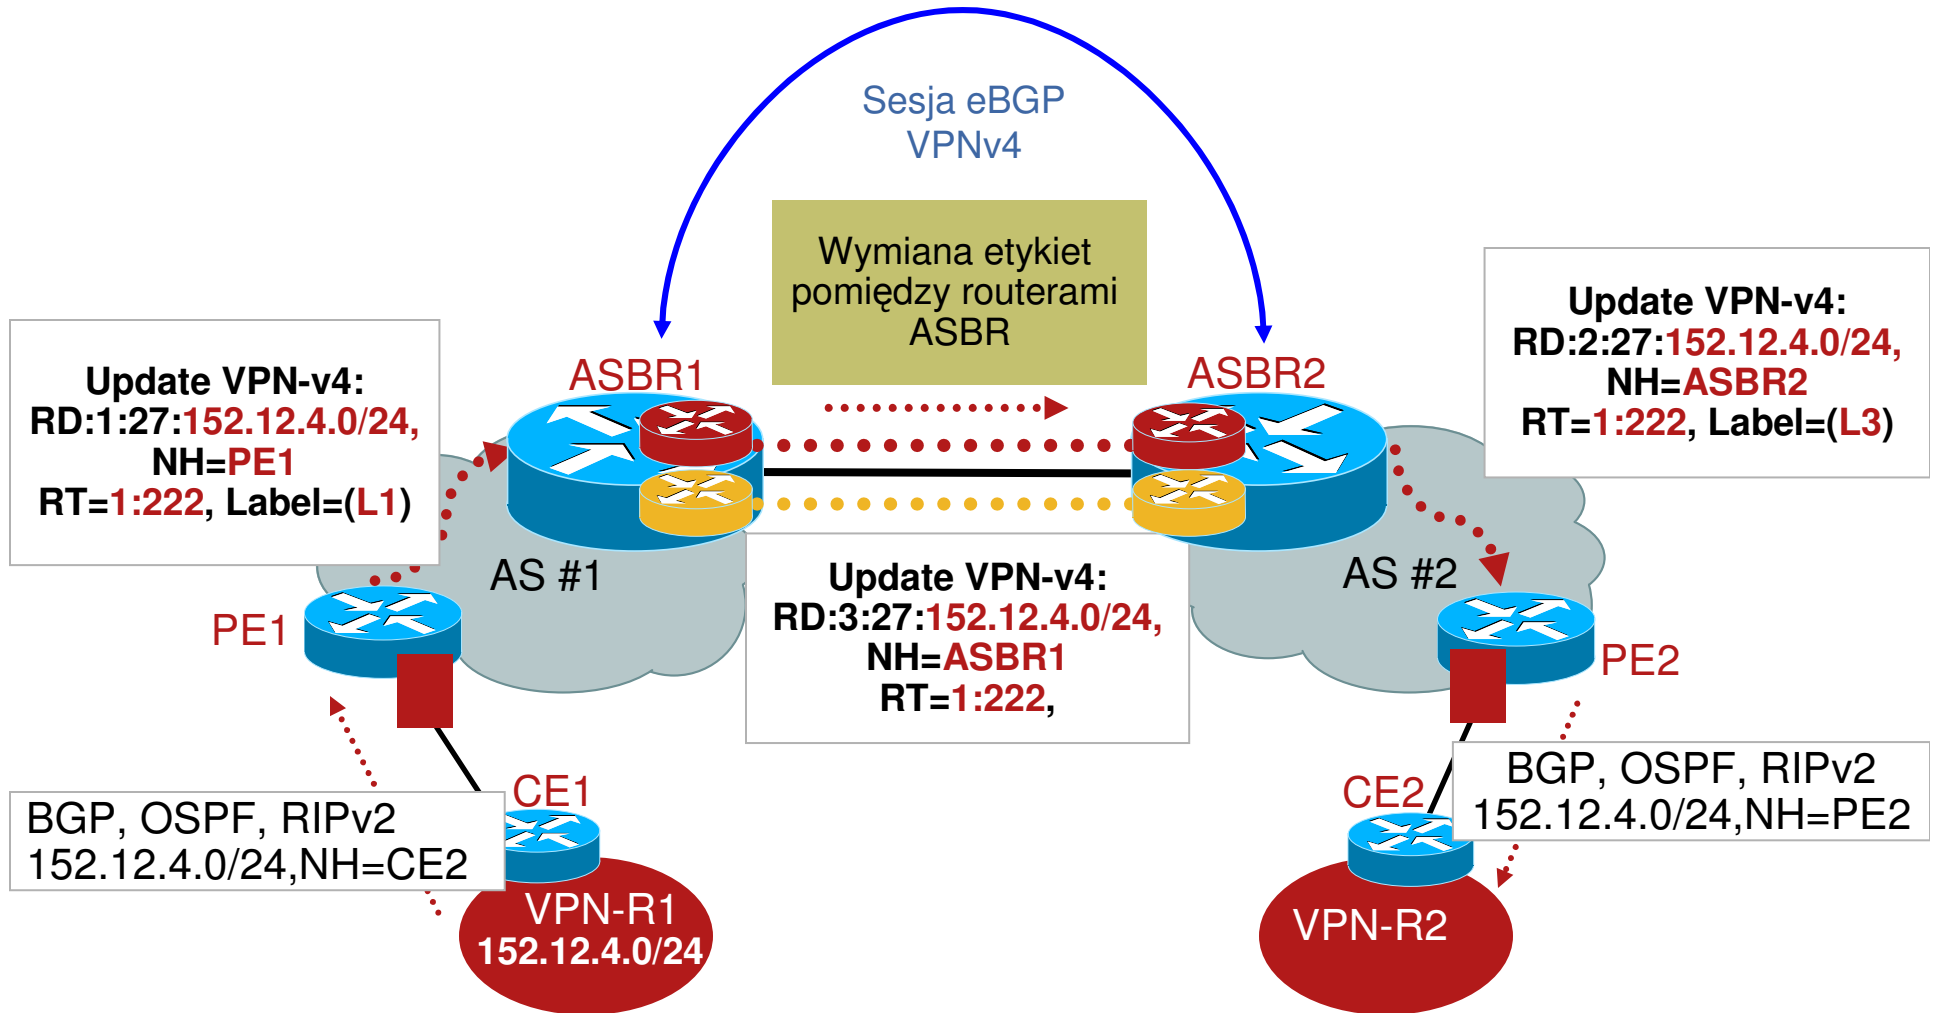 Sesja eBGP
VPNv4
Wymiana etykiet
pomiędzy routerami
ASBR
Update VPN-v4:
RD:1:27:152.12.4.0/24,
NH=PE1
RT=1:222, Label=(L1)
ASBR1
ASBR2
Update VPN-v4:
RD:2:27:152.12.4.0/24,
NH=ASBR2
RT=1:222, Label=(L3)
AS #1
AS #2
Update VPN-v4:
RD:3:27:152.12.4.0/24,
NH=ASBR1
RT=1:222,
PE1
PE2
CE1
CE2
BGP, OSPF, RIPv2
152.12.4.0/24,NH=CE2
BGP, OSPF, RIPv2
152.12.4.0/24,NH=PE2
VPN-R1
152.12.4.0/24
VPN-R2